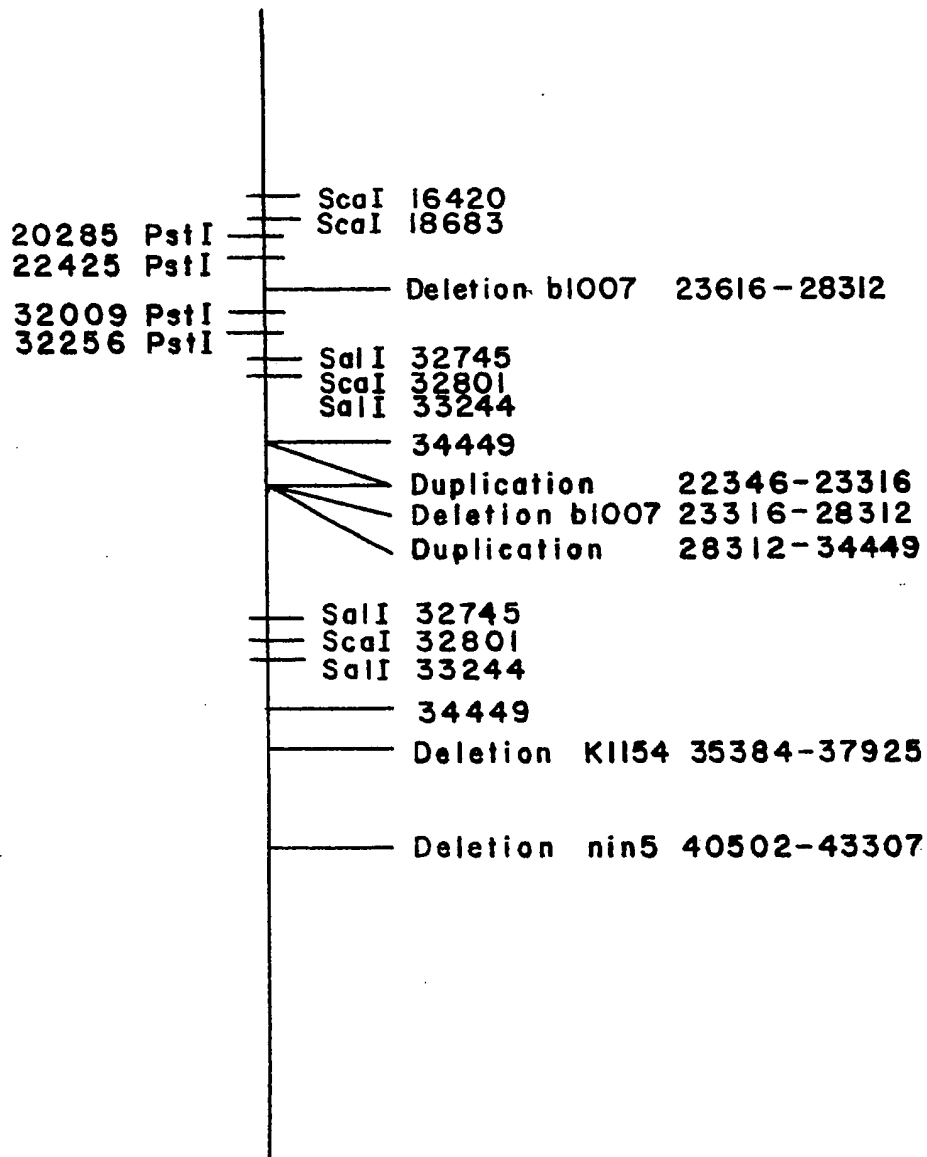 ScaI 16420
ScaI 18683
20285 PstI
22425 PstI
Deletion b1007 23616-28312
32009 PstI
32256 PstI
SalI 32745
ScaI 32801
SalI 33244
34449
Duplication 22346-23316
Deletion b1007 23316-28312
Duplication 28312-34449
SalI 32745
ScaI 32801
SalI 33244
34449
Deletion K1154 35384-37925
Deletion nin5 40502-43307